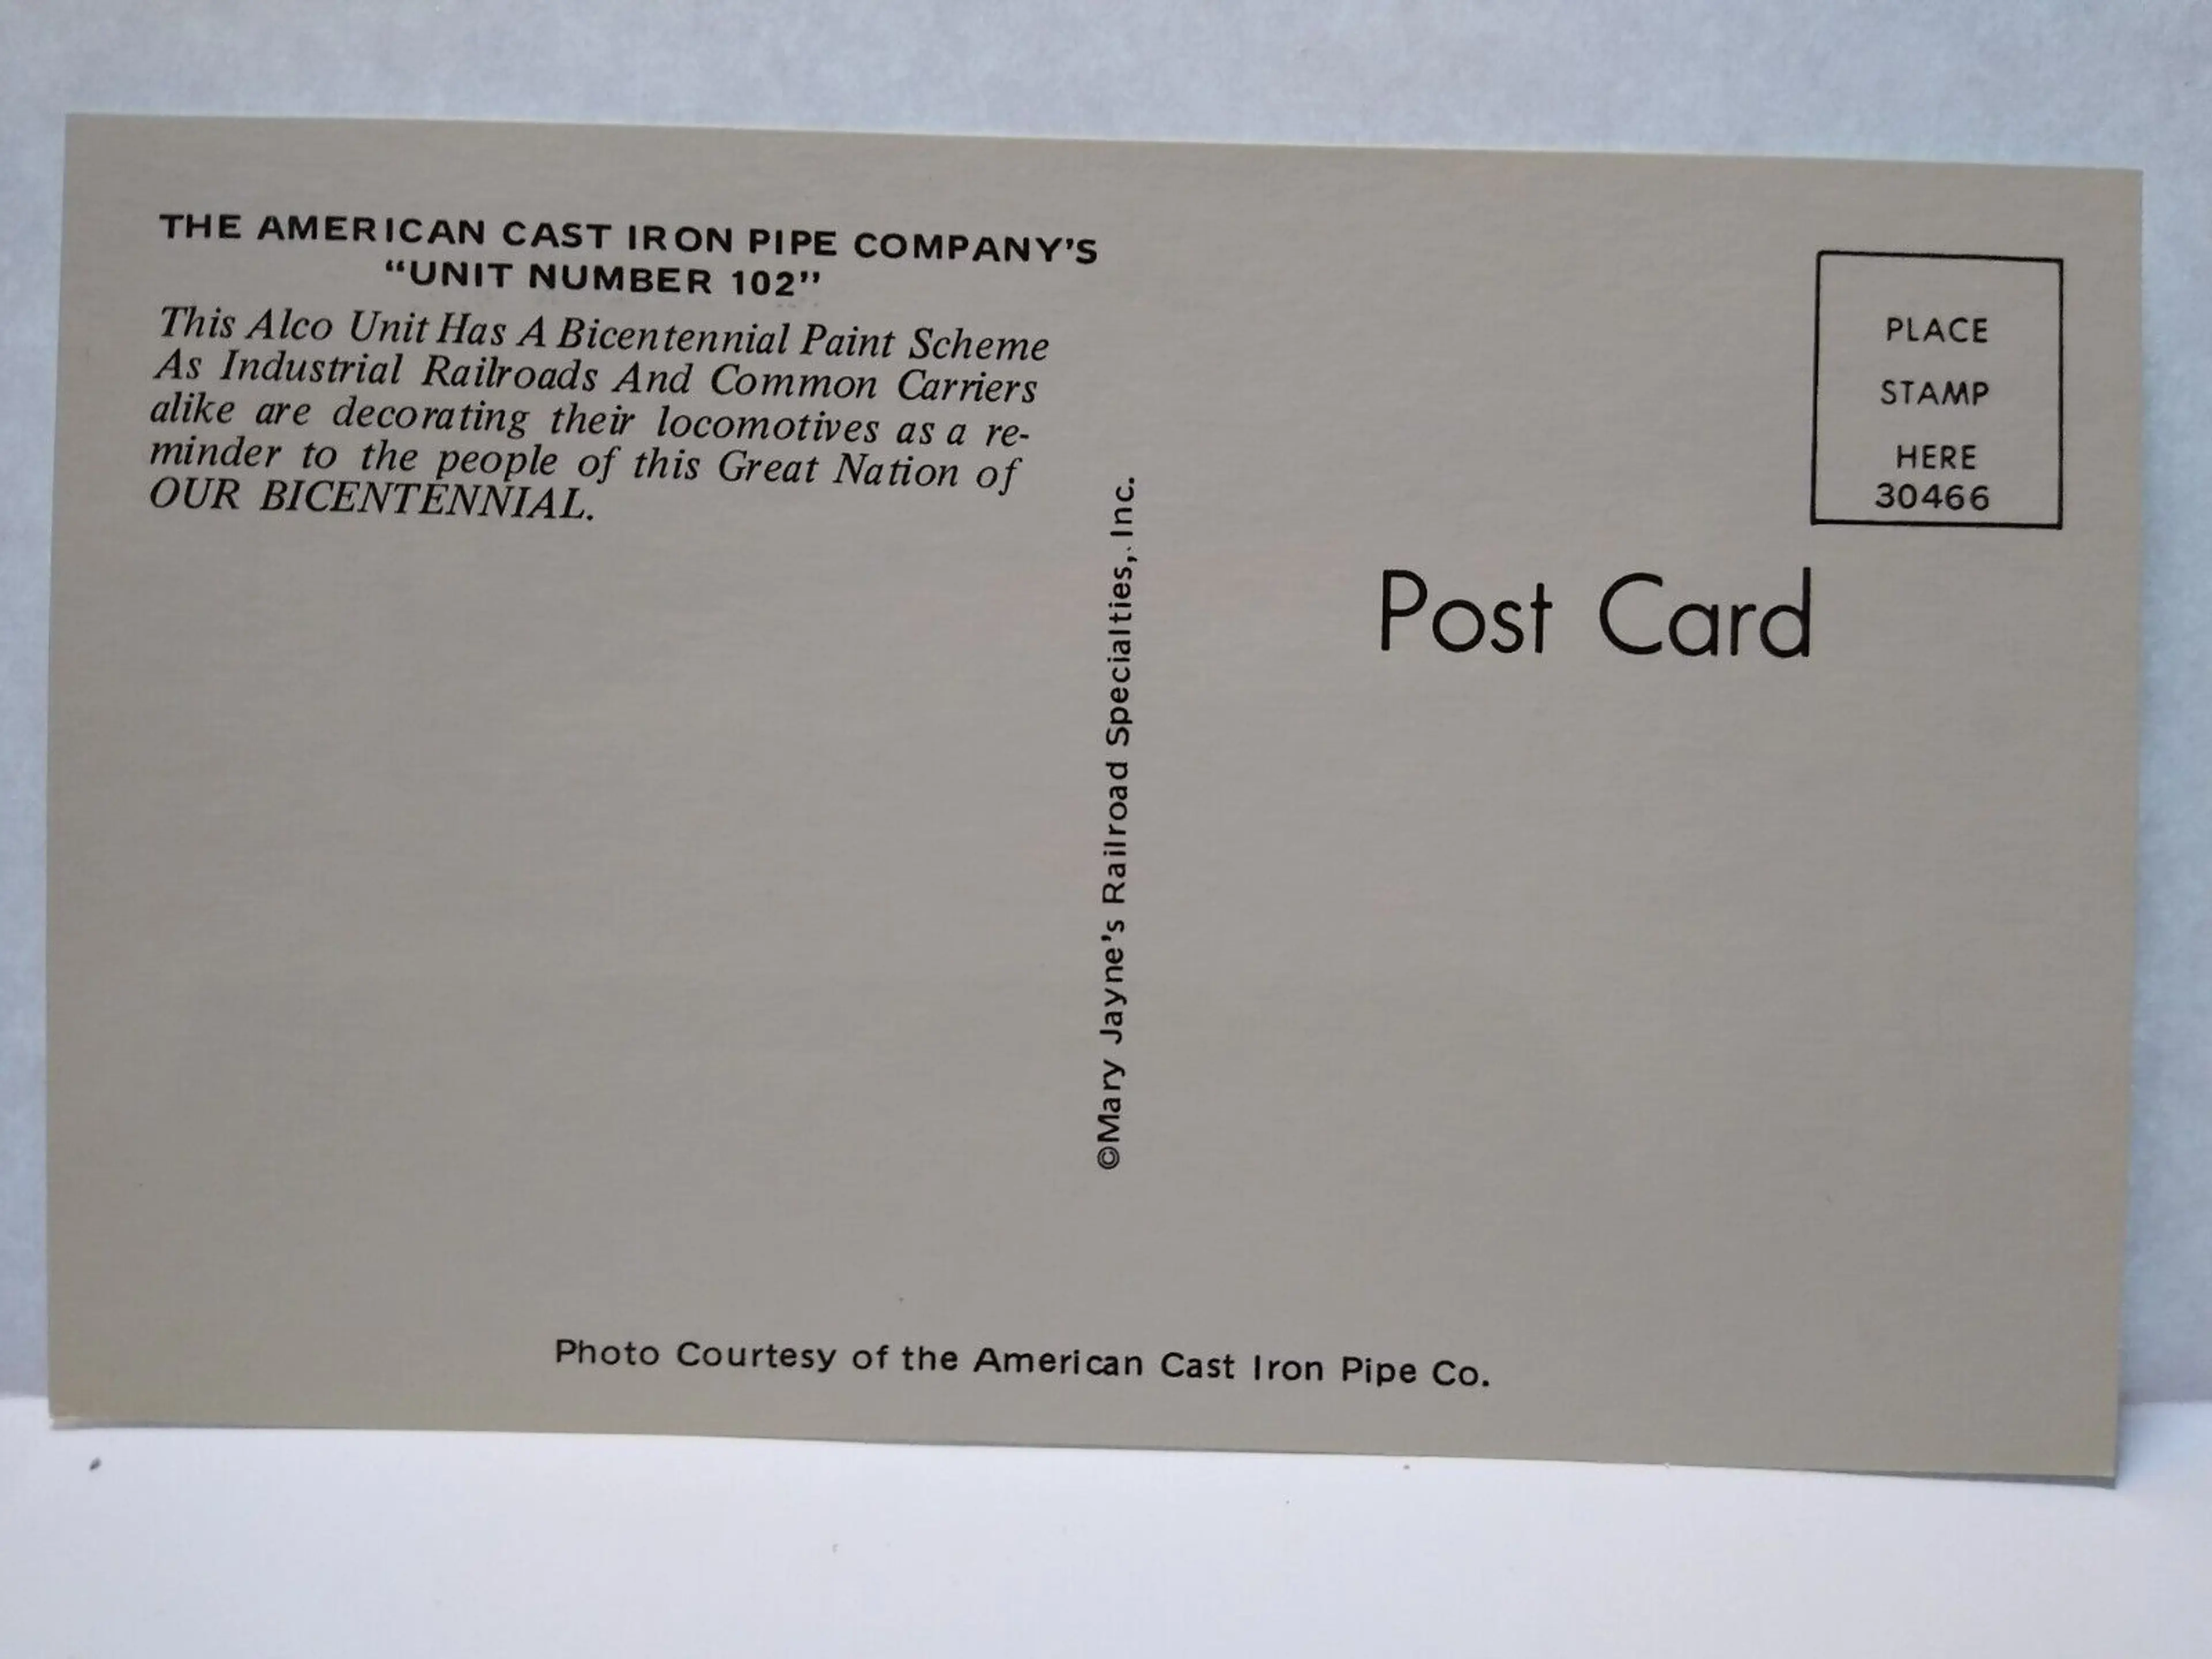 THE AMERICAN CAST IRON PIPE COMPANY'S
“UNIT NUMBER 102”
This Alco Unit Has A Bicentennial Paint Scheme
As Industrial Railroads And Common Carriers
alike are decorating their locomotives as a re-
minder to the people of this Great Nation of
OUR BICENTENNIAL.
©Mary Jayne's Railroad Specialties, Inc.
PLACE
STAMP
HERE
30466
Post Card
Photo Courtesy of the American Cast Iron Pipe Co.